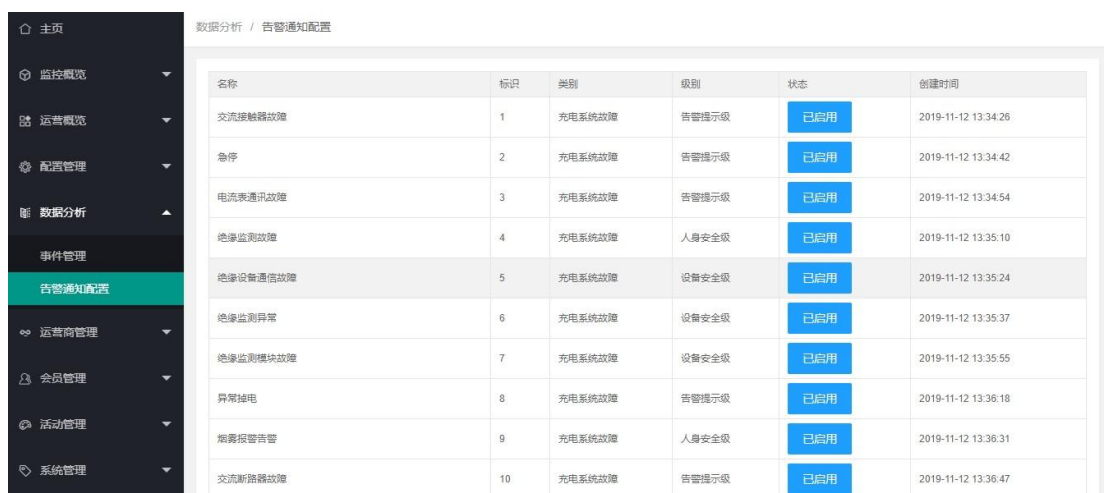 主页
监控概览
运营概览
配置管理
数据分析
事件管理
告警通知配置
运营商管理
会员管理
活动管理
系统管理
数据分析 / 告警通知配置
名称 标识 类别 级别 状态 创建时间
交流接触器故障 1 充电系统故障 告警提示级 已启用 2019-11-12 13:34:26
急停 2 充电系统故障 告警提示级 已启用 2019-11-12 13:34:42
电流表通讯故障 3 充电系统故障 告警提示级 已启用 2019-11-12 13:34:54
绝缘监测故障 4 充电系统故障 人身安全级 已启用 2019-11-12 13:35:10
绝缘设备通信故障 5 充电系统故障 设备安全级 已启用 2019-11-12 13:35:24
绝缘监测异常 6 充电系统故障 设备安全级 已启用 2019-11-12 13:35:37
绝缘监测模块故障 7 充电系统故障 设备安全级 已启用 2019-11-12 13:35:55
异常掉电 8 充电系统故障 告警提示级 已启用 2019-11-12 13:36:18
烟雾报警告警 9 充电系统故障 人身安全级 已启用 2019-11-12 13:36:31
交流断路器故障 10 充电系统故障 告警提示级 已启用 2019-11-12 13:36:47